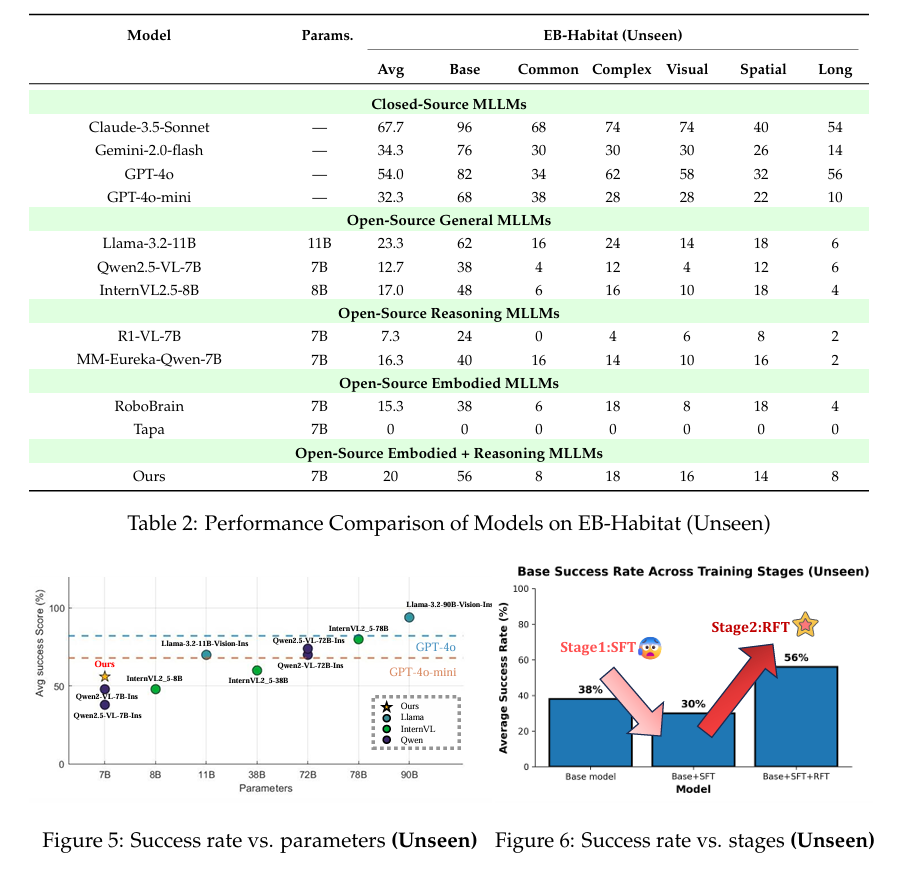 Model Params. EB-Habitat (Unseen)
Avg Base Common Complex Visual Spatial Long
Closed-Source MLLMs
Claude-3.5-Sonnet — 67.7 96 68 74 74 40 54
Gemini-2.0-flash — 34.3 76 30 30 30 26 14
GPT-4o — 54.0 82 34 62 58 32 56
GPT-4o-mini — 32.3 68 38 28 28 22 10
Open-Source General MLLMs
Llama-3.2-11B 11B 23.3 62 16 24 14 18 6
Qwen2.5-VL-7B 7B 12.7 38 4 12 4 12 6
InternVL2.5-8B 8B 17.0 48 6 16 10 18 4
Open-Source Reasoning MLLMs
R1-VL-7B 7B 7.3 24 0 4 6 8 2
MM-Eureka-Qwen-7B 7B 16.3 40 16 14 10 16 2
Open-Source Embodied MLLMs
RoboBrain 7B 15.3 38 6 18 8 18 4
Tapa 7B 0 0 0 0 0 0 0
Open-Source Embodied + Reasoning MLLMs
Ours 7B 20 56 8 18 16 14 8
Table 2: Performance Comparison of Models on EB-Habitat (Unseen)
Avg success Score (%)
100
50
0
Llama-3.2-90B-Vision-Ins
InternVL2_5-78B
Qwen2.5-VL-72B-Ins
Llama-3.2-11B-Vision-Ins
GPT-4o
Qwen2-VL-72B-Ins
Ours
GPT-4o-mini
InternVL2_5-8B
InternVL2_5-38B
Qwen2-VL-7B-Ins
Qwen2.5-VL-7B-Ins
Ours
Llama
InternVL
Qwen
7B 8B 11B 38B 72B 78B 90B
Parameters
Figure 5: Success rate vs. parameters (Unseen)
Base Success Rate Across Training Stages (Unseen)
Average Success Rate (%)
100
80
60
40
20
0
Stage1:SFT
Stage2:RFT
38%
30%
56%
Base model Base+SFT Base+SFT+RFT
Model
Figure 6: Success rate vs. stages (Unseen)